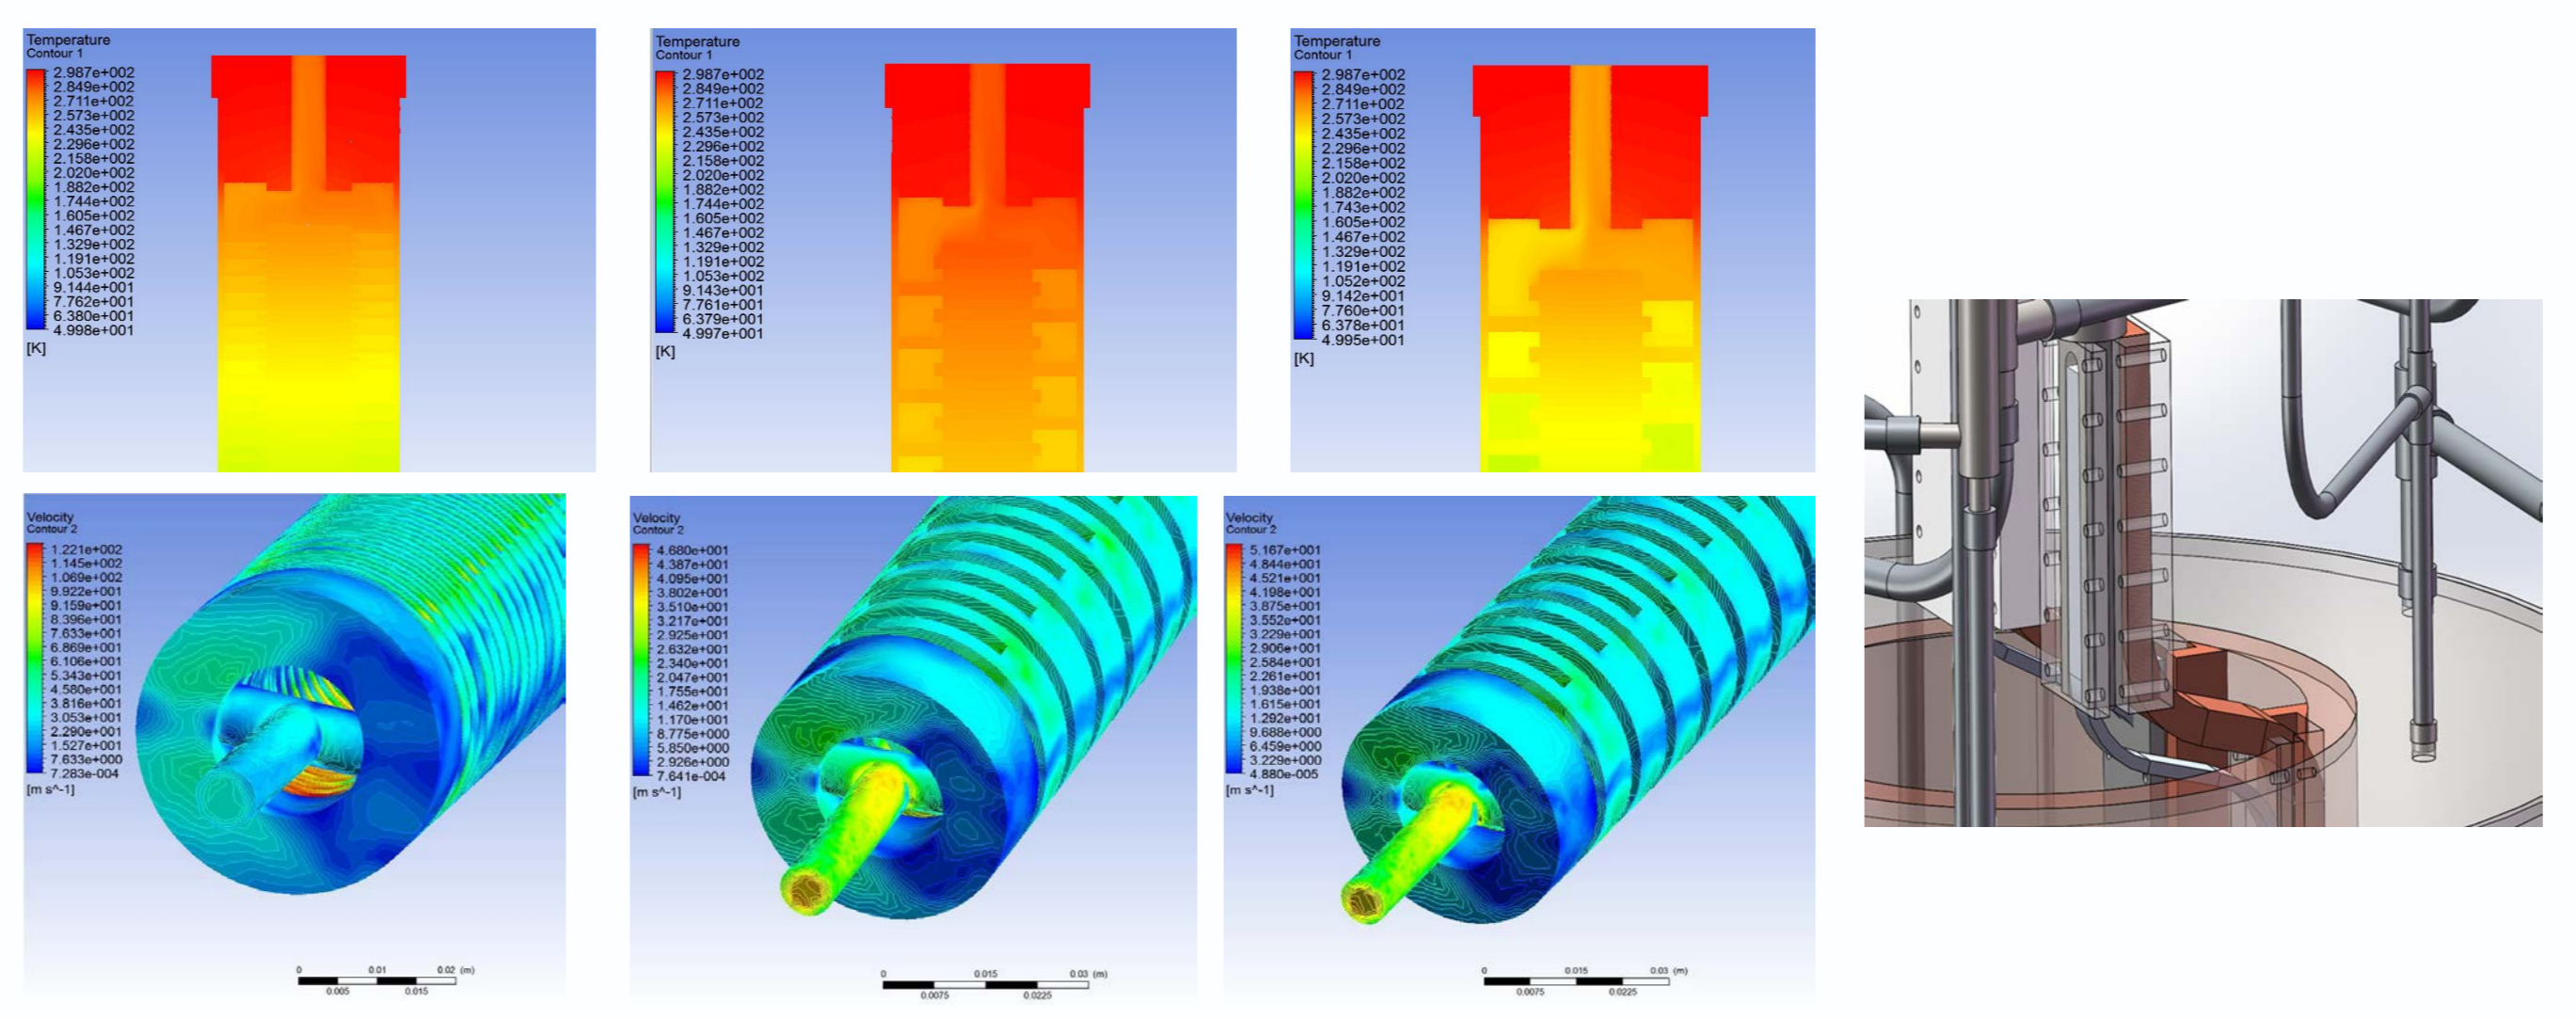 Temperature
Contour 1
2.987e+002
2.849e+002
2.711e+002
2.573e+002
2.435e+002
2.296e+002
2.158e+002
2.020e+002
1.882e+002
1.744e+002
1.605e+002
1.467e+002
1.329e+002
1.191e+002
1.053e+002
9.144e+001
7.762e+001
6.380e+001
4.998e+001
[K]
Temperature
Contour 1
2.987e+002
2.849e+002
2.711e+002
2.573e+002
2.435e+002
2.296e+002
2.158e+002
2.020e+002
1.882e+002
1.744e+002
1.605e+002
1.467e+002
1.329e+002
1.191e+002
1.053e+002
9.143e+001
7.761e+001
6.379e+001
4.997e+001
[K]
Temperature
Contour 1
2.987e+002
2.849e+002
2.711e+002
2.573e+002
2.435e+002
2.296e+002
2.158e+002
2.020e+002
1.882e+002
1.743e+002
1.605e+002
1.467e+002
1.329e+002
1.191e+002
1.052e+002
9.142e+001
7.760e+001
6.378e+001
4.995e+001
[K]
Velocity
Contour 2
1.221e+002
1.145e+002
1.069e+002
9.922e+001
9.159e+001
8.396e+001
7.633e+001
6.869e+001
6.106e+001
5.343e+001
4.580e+001
3.816e+001
3.053e+001
2.290e+001
1.527e+001
7.633e+000
7.283e-004
[m s^-1]
0 0.01 0.02 (m)
0.005 0.015
Velocity
Contour 2
4.680e+001
4.387e+001
4.095e+001
3.802e+001
3.510e+001
3.217e+001
2.925e+001
2.632e+001
2.340e+001
2.047e+001
1.755e+001
1.462e+001
1.170e+001
8.775e+000
5.850e+000
2.926e+000
7.641e-004
[m s^-1]
0 0.015 0.03 (m)
0.0075 0.0225
Velocity
Contour 2
5.167e+001
4.844e+001
4.521e+001
4.198e+001
3.875e+001
3.552e+001
3.229e+001
2.906e+001
2.584e+001
2.261e+001
1.938e+001
1.615e+001
1.292e+001
9.688e+000
6.459e+000
3.229e+000
4.880e-005
[m s^-1]
0 0.015 0.03 (m)
0.0075 0.0225